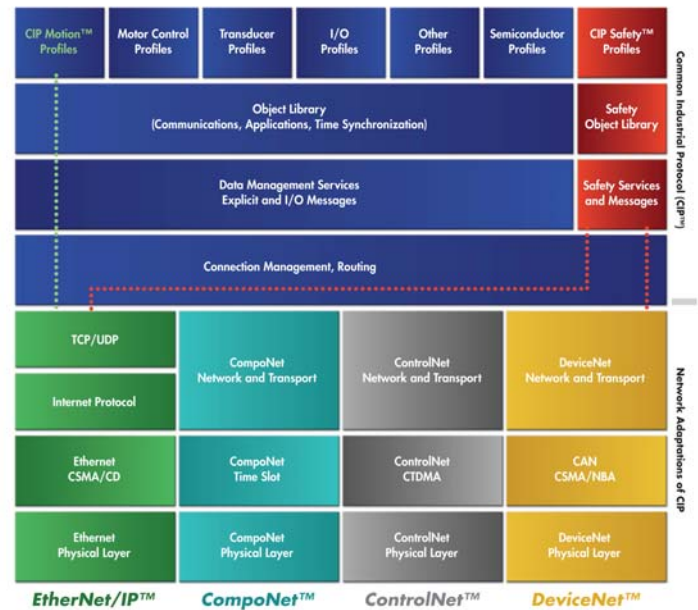 CIP Motion™
Profiles
Motor Control
Profiles
Transducer
Profiles
I/O
Profiles
Other
Profiles
Semiconductor
Profiles
CIP Safety™
Profiles
Object Library
(Communications, Applications, Time Synchronization)
Safety
Object Library
Data Management Services
Explicit and I/O Messages
Safety Services
and Messages
Connection Management, Routing
Common Industrial Protocol (CIP™)
TCP/UDP
Internet Protocol
CompoNet
Network and Transport
ControlNet
Network and Transport
DeviceNet
Network and Transport
Ethernet
CSMA/CD
CompoNet
Time Slot
ControlNet
CTDMA
CAN
CSMA/NBA
Ethernet
Physical Layer
CompoNet
Physical Layer
ControlNet
Physical Layer
DeviceNet
Physical Layer
Network Adaptations of CIP
EtherNet/IP™
CompoNet™
ControlNet™
DeviceNet™